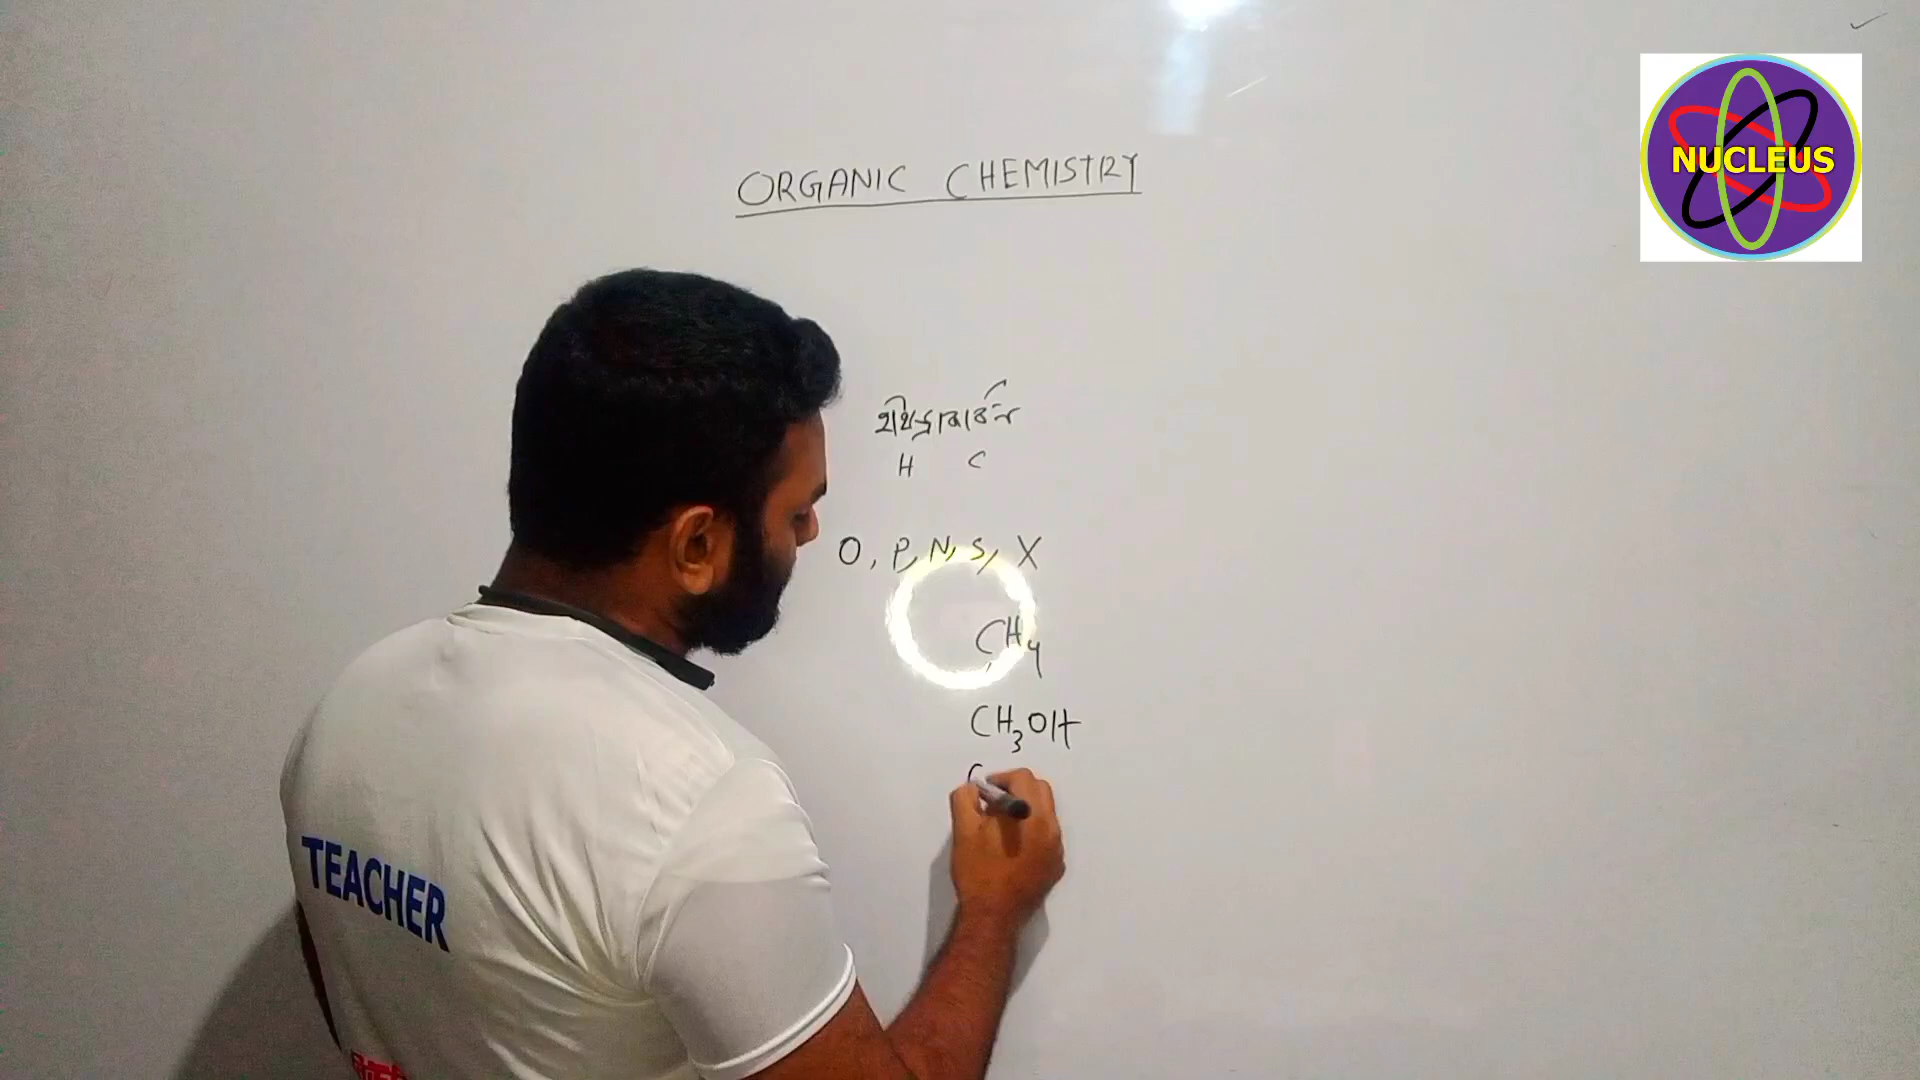 ORGANIC CHEMISTRY
NUCLEUS
হাইড্রোকার্বন
H C
O, P, N, S, X
CH4
CH3OH
C
TEACHER